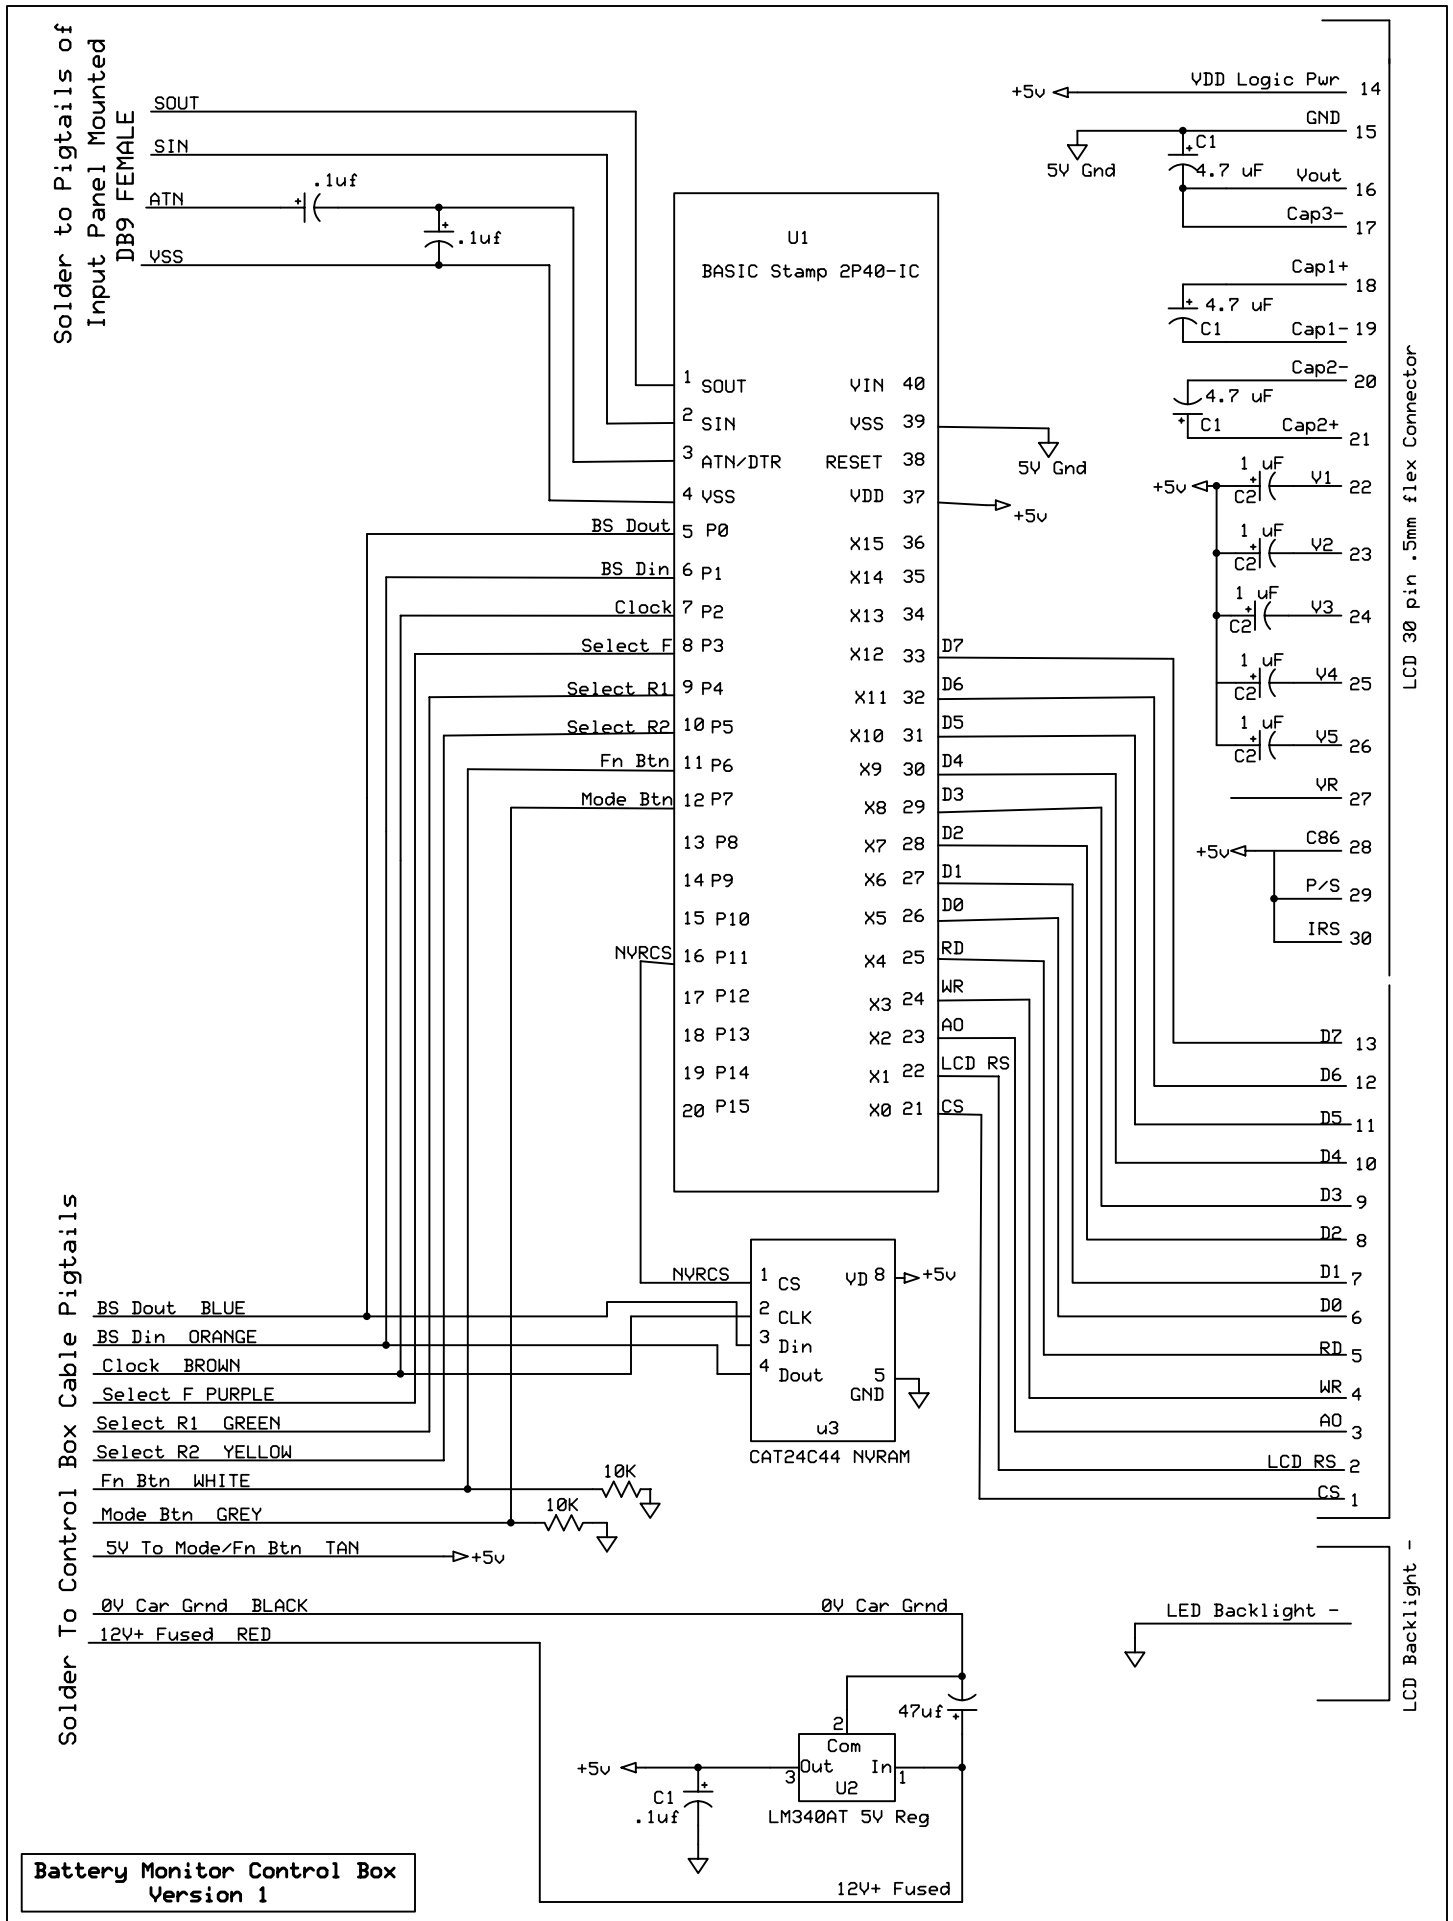 Solder to Pigtails of
Input Panel Mounted
DB9 FEMALE
SOUT
SIN
ATN
VSS
.1uf
.1uf
U1
BASIC Stamp 2P40-IC
1 SOUT
2 SIN
3 ATN/DTR
4 VSS
BS Dout 5 P0
BS Din 6 P1
Clock 7 P2
Select F 8 P3
Select R1 9 P4
Select R2 10 P5
Fn Btn 11 P6
Mode Btn 12 P7
13 P8
14 P9
15 P10
NVRCS 16 P11
17 P12
18 P13
19 P14
20 P15
VIN 40
VSS 39
RESET 38
VDD 37
X15 36
X14 35
X13 34
X12 33 D7
X11 32 D6
X10 31 D5
X9 30 D4
X8 29 D3
X7 28 D2
X6 27 D1
X5 26 D0
X4 25 RD
X3 24 WR
X2 23 AO
X1 22 LCD RS
X0 21 CS
5V Gnd
+5v
+5v
VDD Logic Pwr 14
GND 15
5V Gnd
+ C1
4.7 uF
Vout 16
Cap3- 17
Cap1+ 18
+ 4.7 uF
C1
Cap1- 19
Cap2- 20
4.7 uF
+ C1
Cap2+ 21
+5v
1 uF
+
C2
V1 22
1 uF
+
C2
V2 23
1 uF
+
C2
V3 24
1 uF
+
C2
V4 25
1 uF
+
C2
V5 26
VR 27
+5v
C86 28
P/S 29
IRS 30
LCD 30 pin .5mm flex Connector
D7 13
D6 12
D5 11
D4 10
D3 9
D2 8
D1 7
D0 6
RD 5
WR 4
AO 3
LCD RS 2
CS 1
NVRCS
1 CS
2 CLK
3 Din
4 Dout
VD 8
+5v
5
GND
u3
CAT24C44 NVRAM
Solder To Control Box Cable Pigtails
BS Dout BLUE
BS Din ORANGE
Clock BROWN
Select F PURPLE
Select R1 GREEN
Select R2 YELLOW
Fn Btn WHITE
10K
Mode Btn GREY
10K
5V To Mode/Fn Btn TAN
+5v
0V Car Grnd BLACK
0V Car Grnd
12V+ Fused RED
47uf +
2
Com
Out In
3 1
U2
LM340AT 5V Reg
+5v
+
C1
.1uf
12V+ Fused
LED Backlight -
LCD Backlight -
Battery Monitor Control Box
Version 1